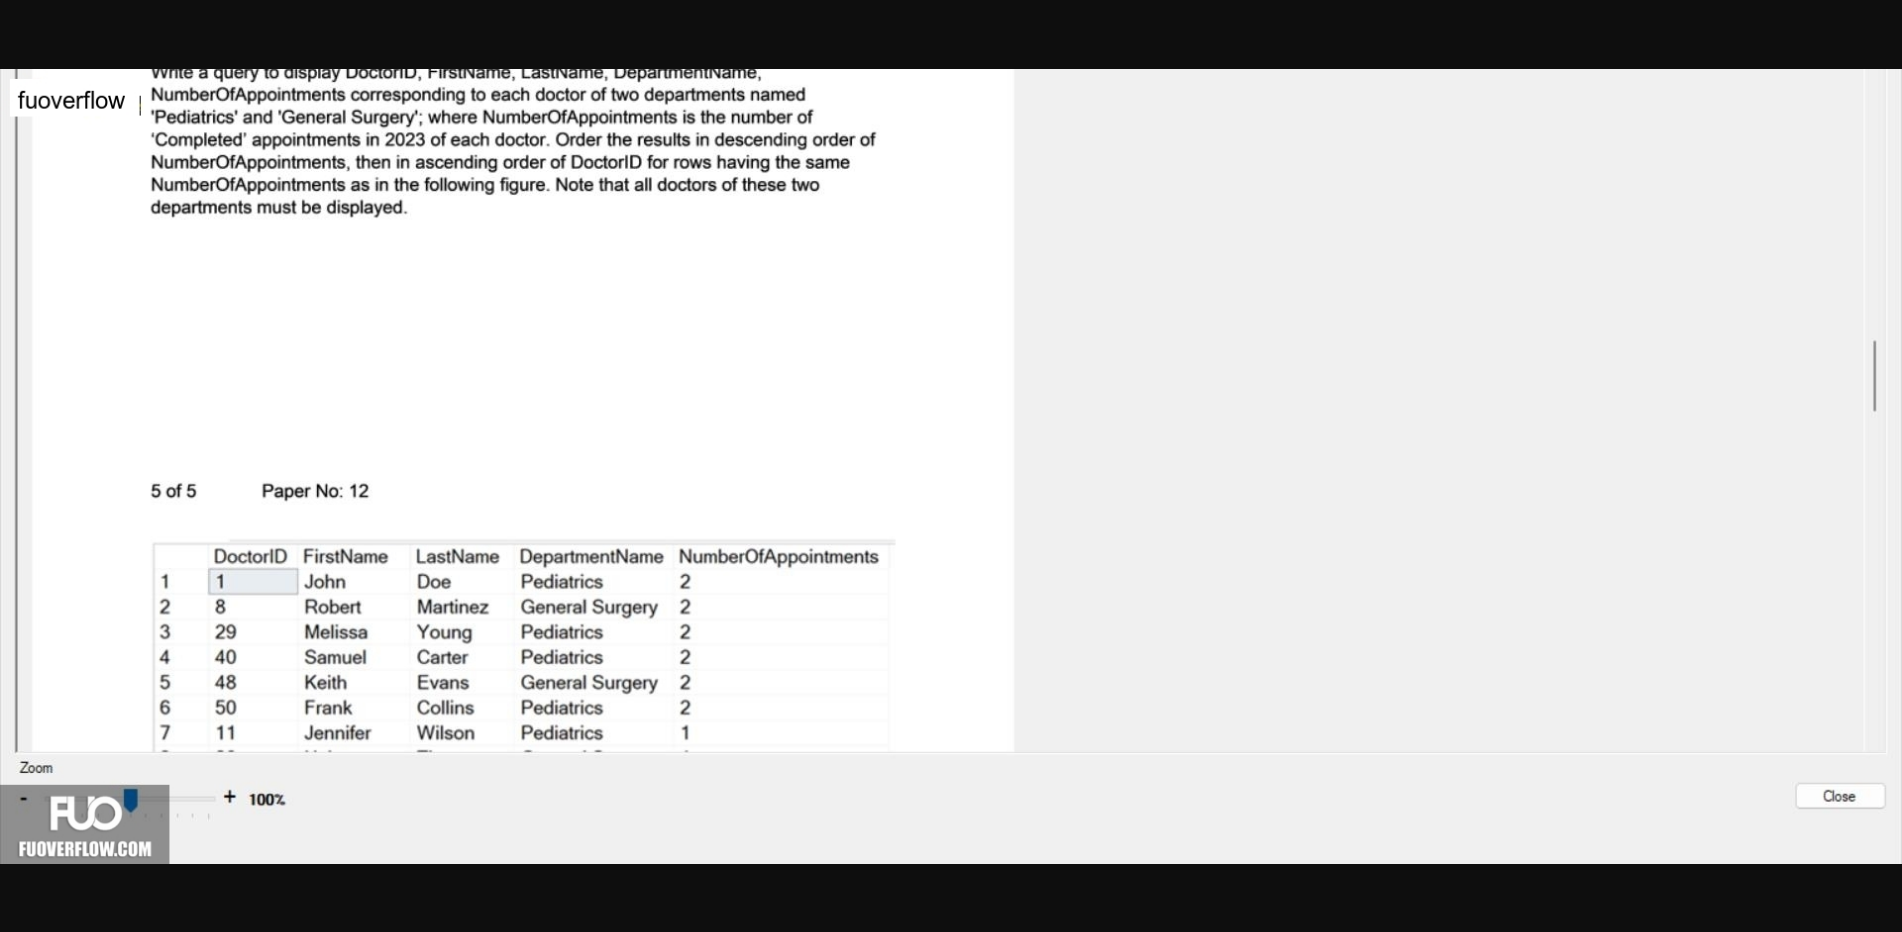 Write a query to display DoctorID, FirstName, LastName, DepartmentName,
fuoverflow
NumberOfAppointments corresponding to each doctor of two departments named
'Pediatrics' and 'General Surgery'; where NumberOfAppointments is the number of
‘Completed’ appointments in 2023 of each doctor. Order the results in descending order of
NumberOfAppointments, then in ascending order of DoctorID for rows having the same
NumberOfAppointments as in the following figure. Note that all doctors of these two
departments must be displayed.
5 of 5 Paper No: 12
DoctorID FirstName LastName DepartmentName NumberOfAppointments
1 1 John Doe Pediatrics 2
2 8 Robert Martinez General Surgery 2
3 29 Melissa Young Pediatrics 2
4 40 Samuel Carter Pediatrics 2
5 48 Keith Evans General Surgery 2
6 50 Frank Collins Pediatrics 2
7 11 Jennifer Wilson Pediatrics 1
Zoom
- + 100%
Close
FUO
FUOVERFLOW.COM